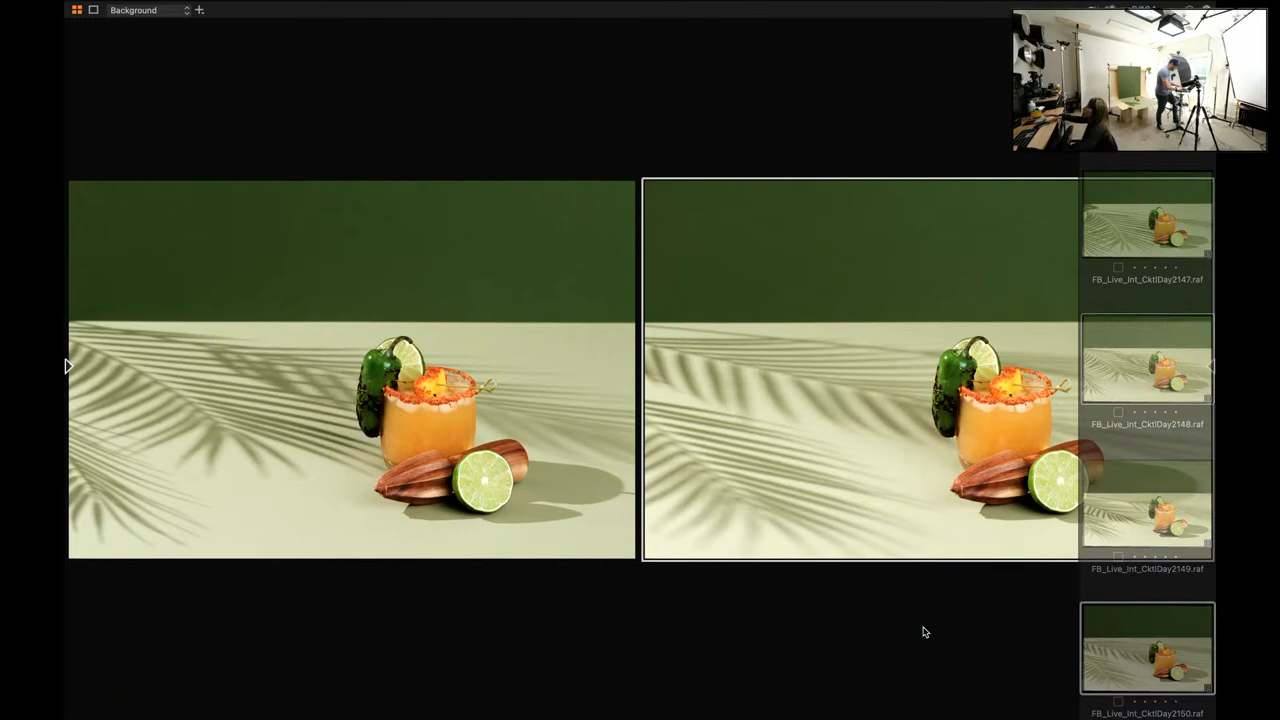 Background
FB_Live_Int_CktlDay2147.raf
FB_Live_Int_CktlDay2148.raf
FB_Live_Int_CktlDay2149.raf
FB_Live_Int_CktlDay2150.raf